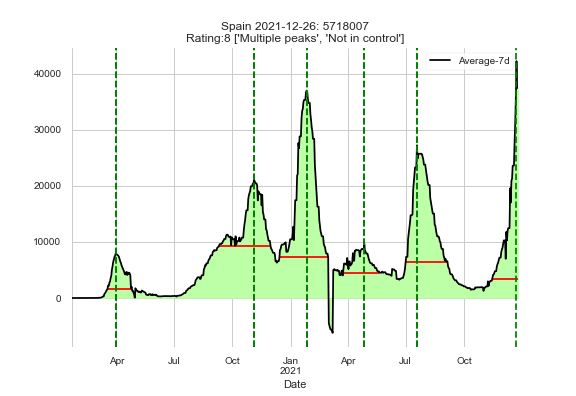 Spain 2021-12-26: 5718007
Rating:8 ['Multiple peaks', 'Not in control']
Average-7d
40000
30000
20000
10000
0
Apr Jul Oct Jan Apr Jul Oct
2021
Date